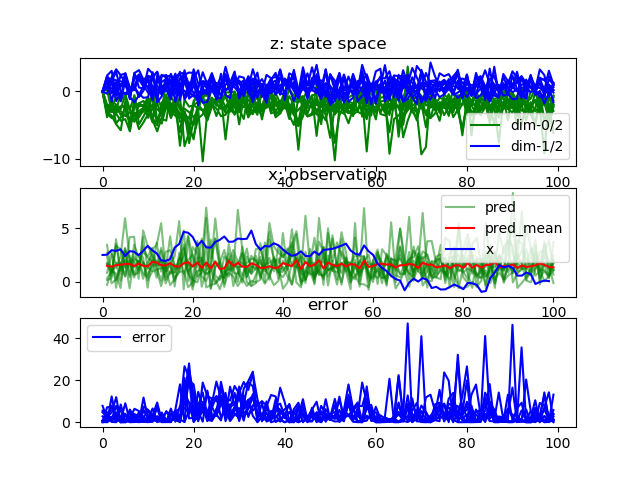 z: state space
0
−10
dim-0/2
dim-1/2
0 20 40 60 80 100
x: observation
5
0
pred
pred_mean
x
0 20 40 60 80 100
error
40
20
0
error
0 20 40 60 80 100